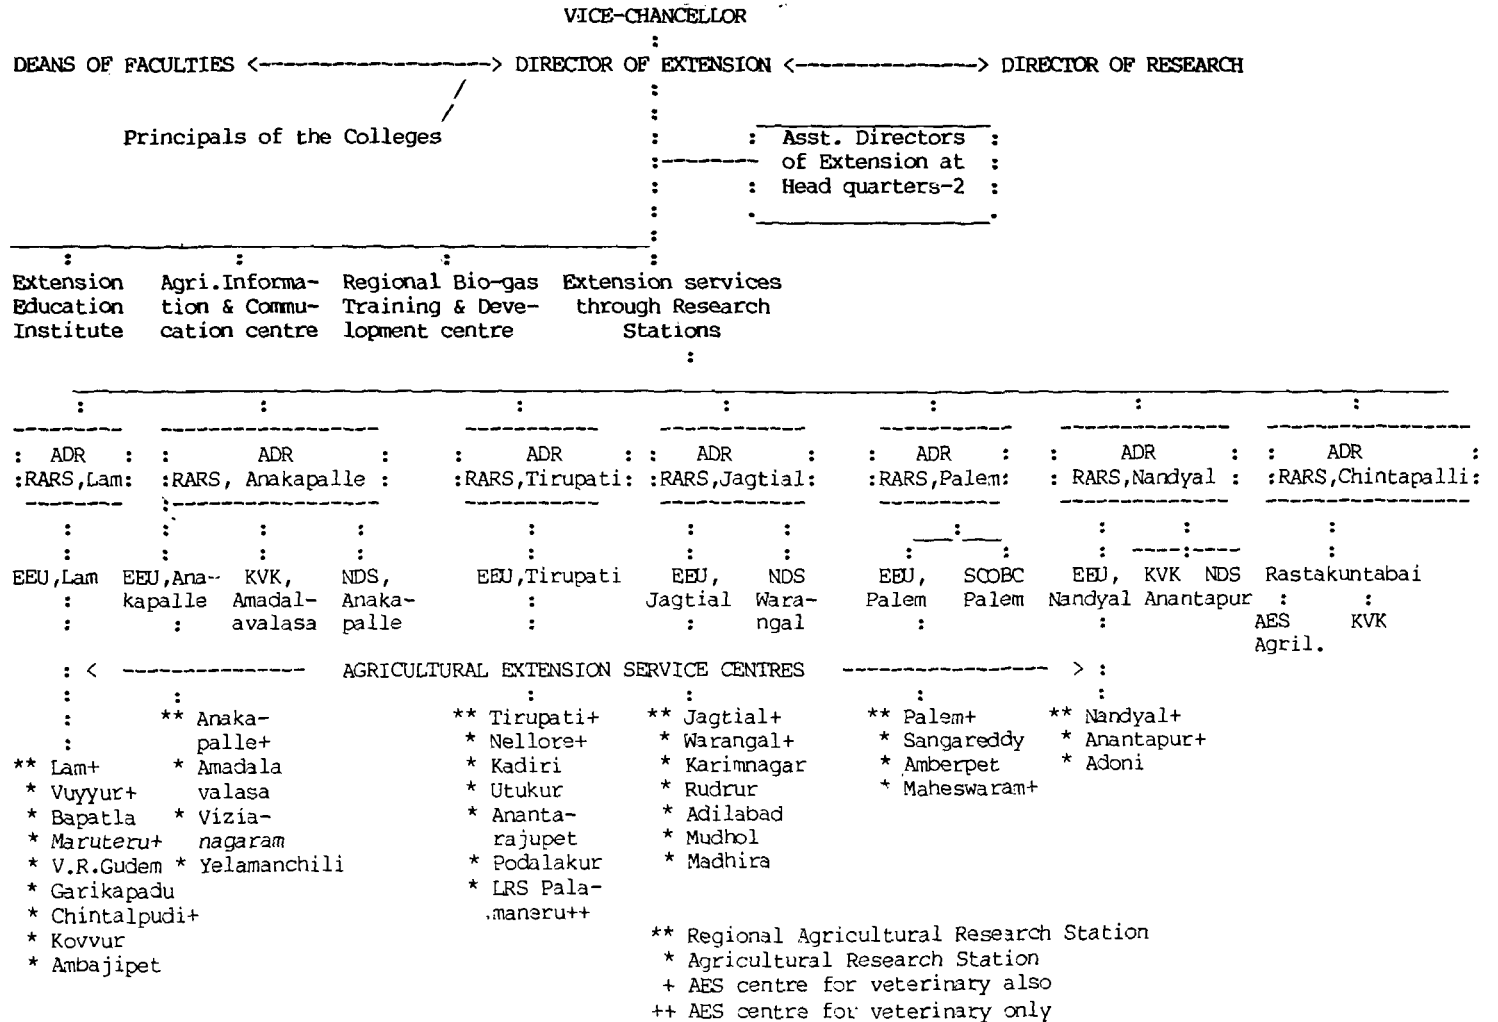 VICE-CHANCELLOR
DEANS OF FACULTIES <-------------------> DIRECTOR OF EXTENSION <---------------> DIRECTOR OF RESEARCH
Principals of the Colleges
Asst. Directors
of Extension at
Head quarters-2
Extension
Education
Institute
Agri.Informa-
tion & Commu-
cation centre
Regional Bio-gas
Training & Deve-
lopment centre
Extension services
through Research
Stations
ADR
RARS,Lam
ADR
RARS, Anakapalle
ADR
RARS,Tirupati
ADR
RARS,Jagtial
ADR
RARS,Palem
ADR
RARS,Nandyal
ADR
RARS,Chintapalli
EEU,Lam
EEU,Ana-
kapalle
KVK,
Amadal-
avalasa
NDS,
Anaka-
palle
EEU,Tirupati
EEU,
Jagtial
NDS
Wara-
ngal
EEU,
Palem
SCOBC
Palem
EEU,
Nandyal
KVK NDS
Anantapur
Rastakuntabai
AES
Agril.
KVK
< --------------- AGRICULTURAL EXTENSION SERVICE CENTRES ----------------- >
** Lam+
* Vuyyur+
* Bapatla
* Maruteru+
* V.R.Gudem
* Garikapadu
* Chintalpudi+
* Kovvur
* Ambajipet
** Anaka-
palle+
* Amadala
valasa
* Vizia-
nagaram
* Yelamanchili
** Tirupati+
* Nellore+
* Kadiri
* Utukur
* Ananta-
rajupet
* Podalakur
* LRS Pala-
maneru++
** Jagtial+
* Warangal+
* Karimnagar
* Rudrur
* Adilabad
* Mudhol
* Madhira
** Palem+
* Sangareddy
* Amberpet
* Maheswaram+
** Nandyal+
* Anantapur+
* Adoni
** Regional Agricultural Research Station
* Agricultural Research Station
+ AES centre for veterinary also
++ AES centre for veterinary only